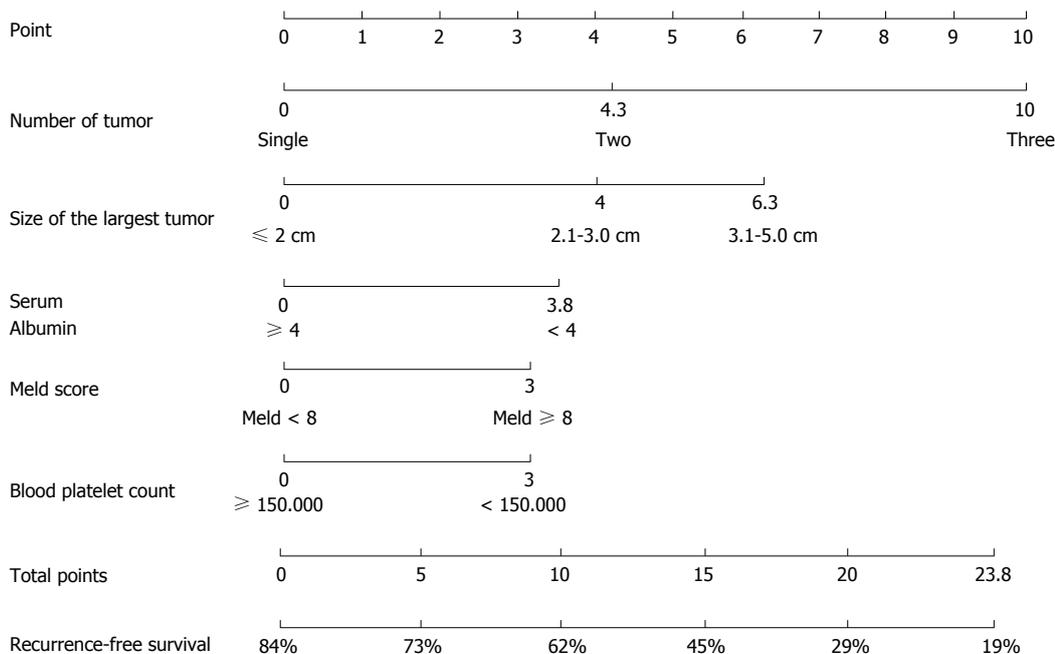 Point
0 1 2 3 4 5 6 7 8 9 10
Number of tumor
0 4.3 10
Single Two Three
Size of the largest tumor
0 4 6.3
⩽ 2 cm 2.1-3.0 cm 3.1-5.0 cm
Serum
Albumin
0 3.8
⩾ 4 < 4
Meld score
0 3
Meld < 8 Meld ⩾ 8
Blood platelet count
0 3
⩾ 150.000 < 150.000
Total points
0 5 10 15 20 23.8
Recurrence-free survival
84% 73% 62% 45% 29% 19%